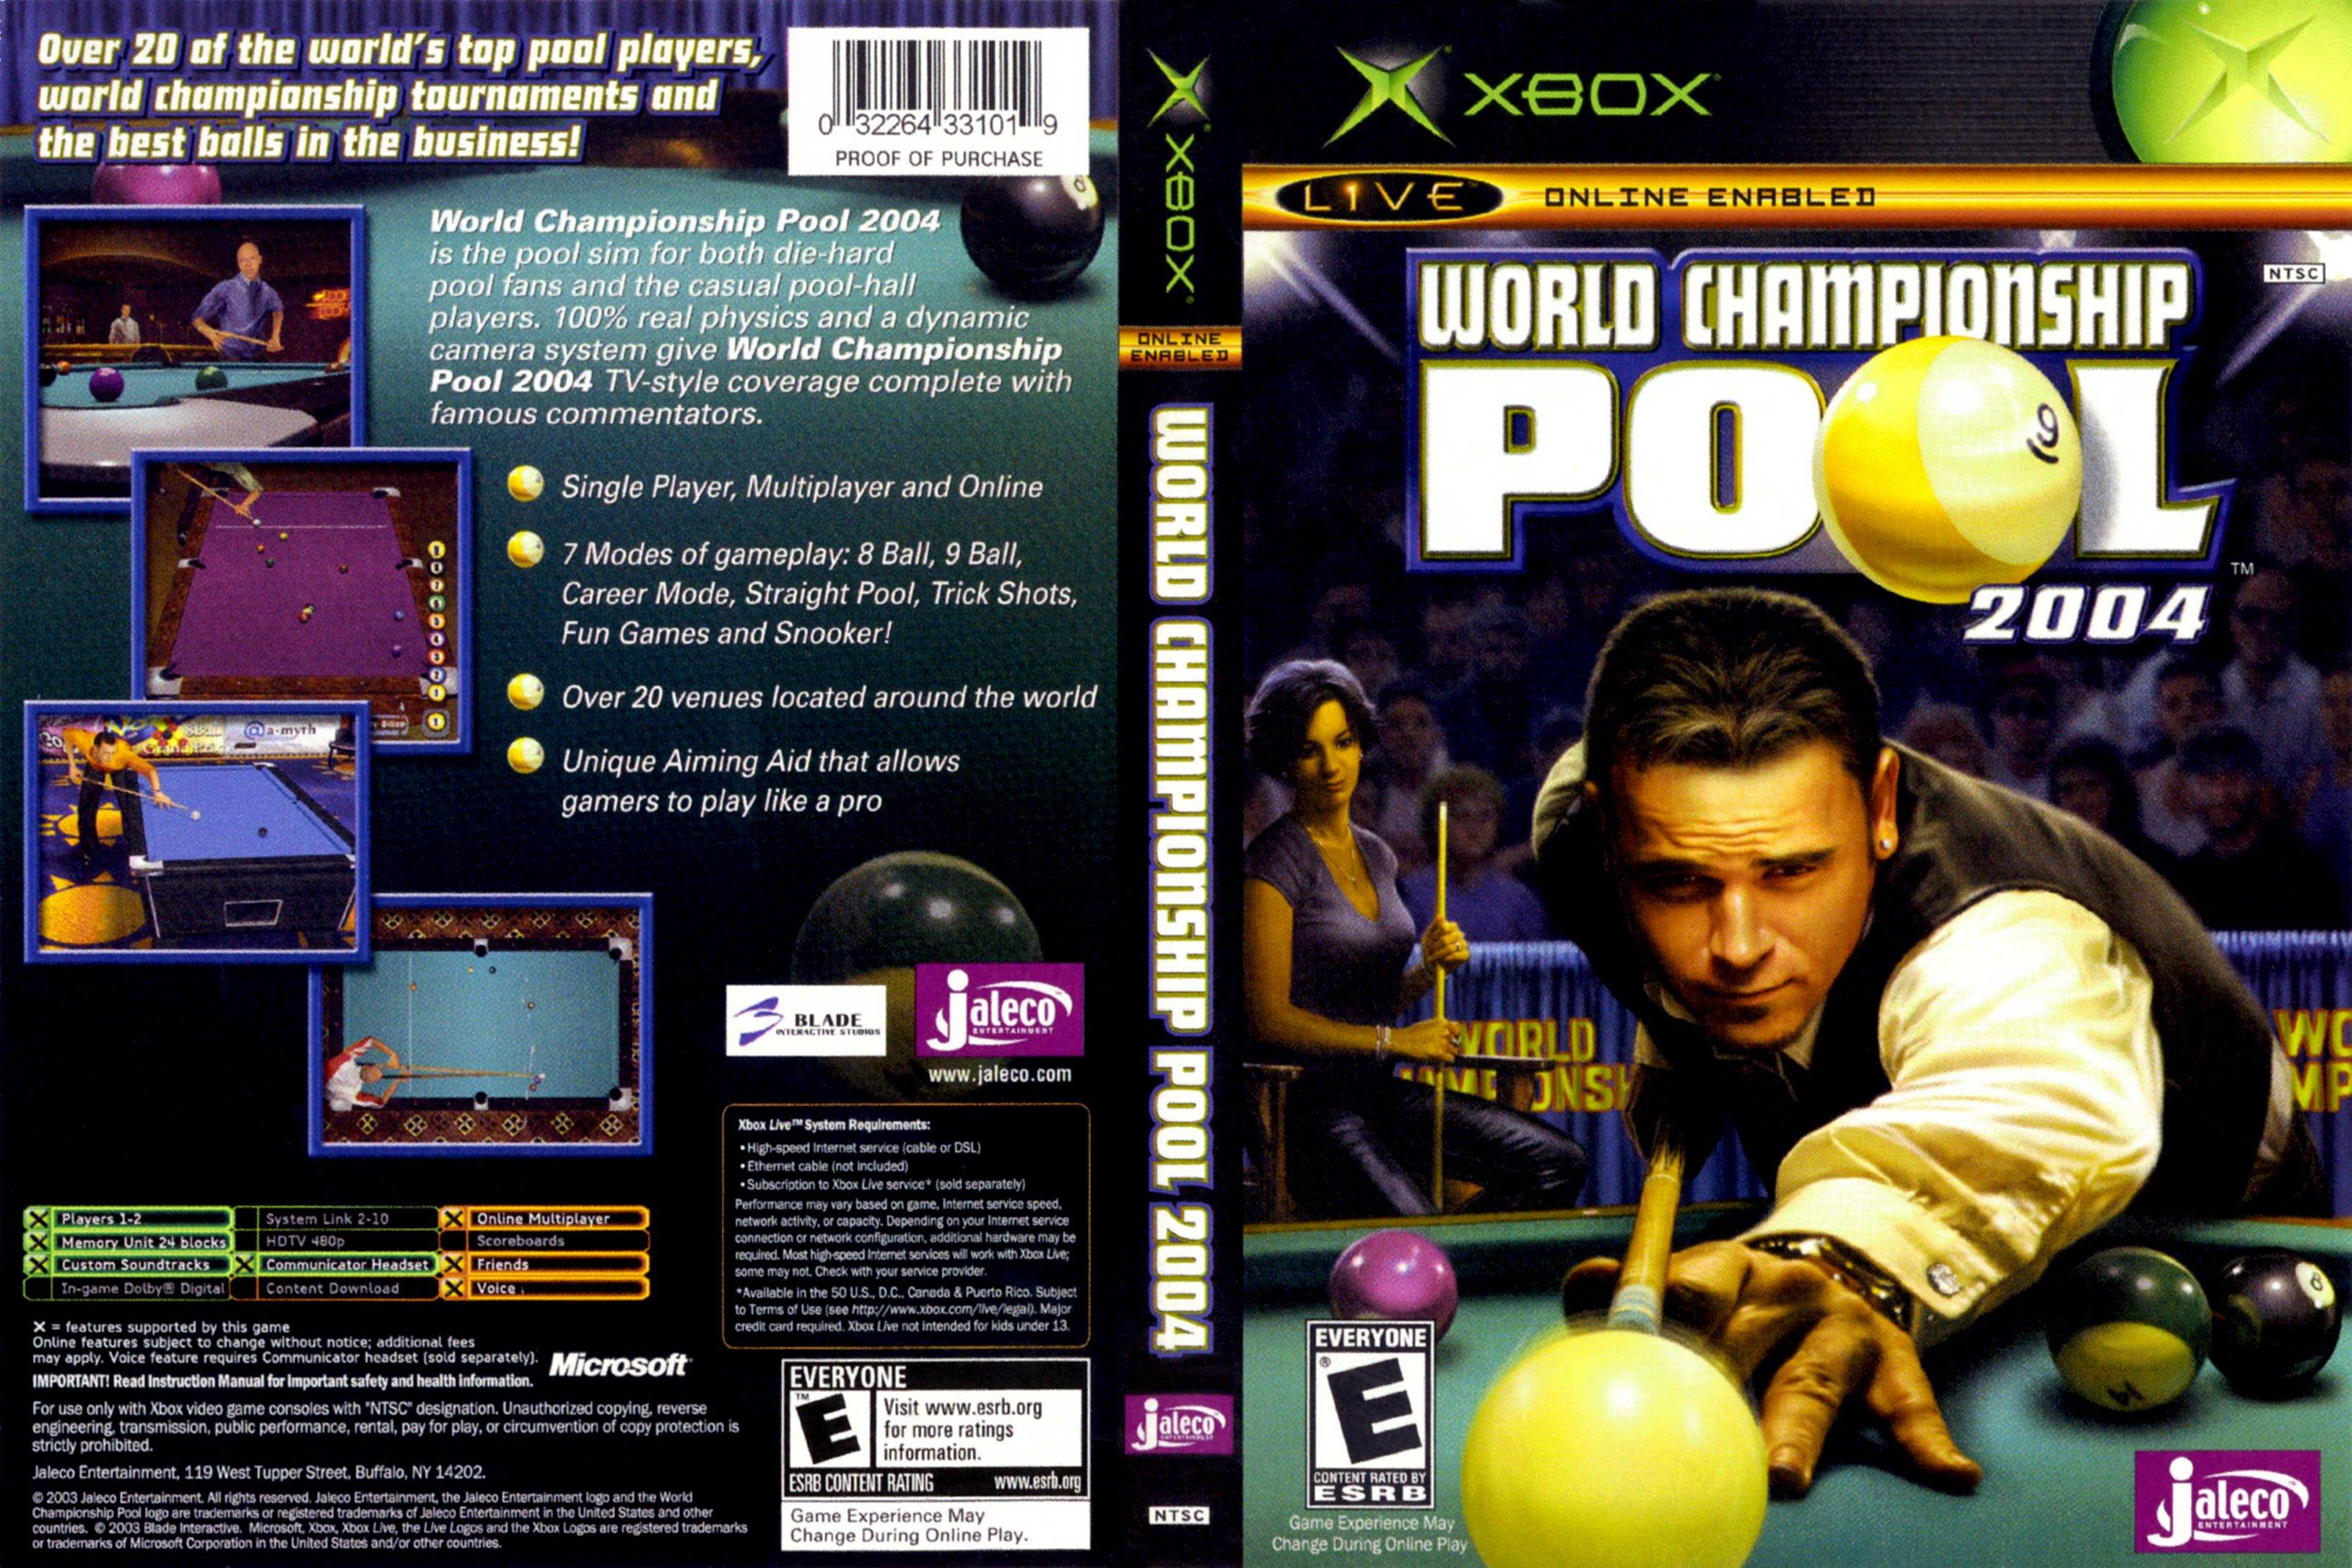 Over 20 of the world's top pool players,
world championship tournaments and
the best balls in the business!
0 32264 33101 9
PROOF OF PURCHASE
World Championship Pool 2004
is the pool sim for both die-hard
pool fans and the casual pool-hall
players. 100% real physics and a dynamic
camera system give World Championship
Pool 2004 TV-style coverage complete with
famous commentators.
Single Player, Multiplayer and Online
7 Modes of gameplay: 8 Ball, 9 Ball,
Career Mode, Straight Pool, Trick Shots,
Fun Games and Snooker!
Over 20 venues located around the world
Unique Aiming Aid that allows
gamers to play like a pro
@a-myth
BLADE
INTERACTIVE STUDIOS
jaleco
ENTERTAINMENT
www.jaleco.com
Xbox Live™ System Requirements:
• High-speed Internet service (cable or DSL)
• Ethernet cable (not included)
• Subscription to Xbox Live service* (sold separately)
Performance may vary based on game, Internet service speed,
network activity, or capacity. Depending on your Internet service
connection or network configuration, additional hardware may be
required. Most high-speed Internet services will work with Xbox Live;
some may not. Check with your service provider.
*Available in the 50 U.S., D.C., Canada & Puerto Rico. Subject
to Terms of Use (see http://www.xbox.com/live/legal). Major
credit card required. Xbox Live not intended for kids under 13.
Players 1-2 System Link 2-10 Online Multiplayer
Memory Unit 24 blocks HDTV 480p Scoreboards
Custom Soundtracks Communicator Headset Friends
In-game Dolby® Digital Content Download Voice
X = features supported by this game
Online features subject to change without notice; additional fees
may apply. Voice feature requires Communicator headset (sold separately).
IMPORTANT! Read Instruction Manual for important safety and health information.
Microsoft
For use only with Xbox video game consoles with "NTSC" designation. Unauthorized copying, reverse
engineering, transmission, public performance, rental, pay for play, or circumvention of copy protection is
strictly prohibited.
Jaleco Entertainment, 119 West Tupper Street, Buffalo, NY 14202.
© 2003 Jaleco Entertainment. All rights reserved. Jaleco Entertainment, the Jaleco Entertainment logo and the World
Championship Pool logo are trademarks or registered trademarks of Jaleco Entertainment in the United States and other
countries. © 2003 Blade Interactive. Microsoft, Xbox, Xbox Live, the Live Logos and the Xbox Logos are registered trademarks
or trademarks of Microsoft Corporation in the United States and/or other countries.
EVERYONE
E
Visit www.esrb.org
for more ratings
information.
ESRB CONTENT RATING www.esrb.org
Game Experience May
Change During Online Play.
XBOX
ONLINE
ENABLED
WORLD CHAMPIONSHIP POOL 2004
jaleco
ENTERTAINMENT
NTSC
XBOX
LIVE™ ONLINE ENABLED
NTSC
WORLD CHAMPIONSHIP
POOL™
9
2004
WORLD
WO
MP
8
14
EVERYONE
E
CONTENT RATED BY
ESRB
Game Experience May
Change During Online Play
jaleco
ENTERTAINMENT